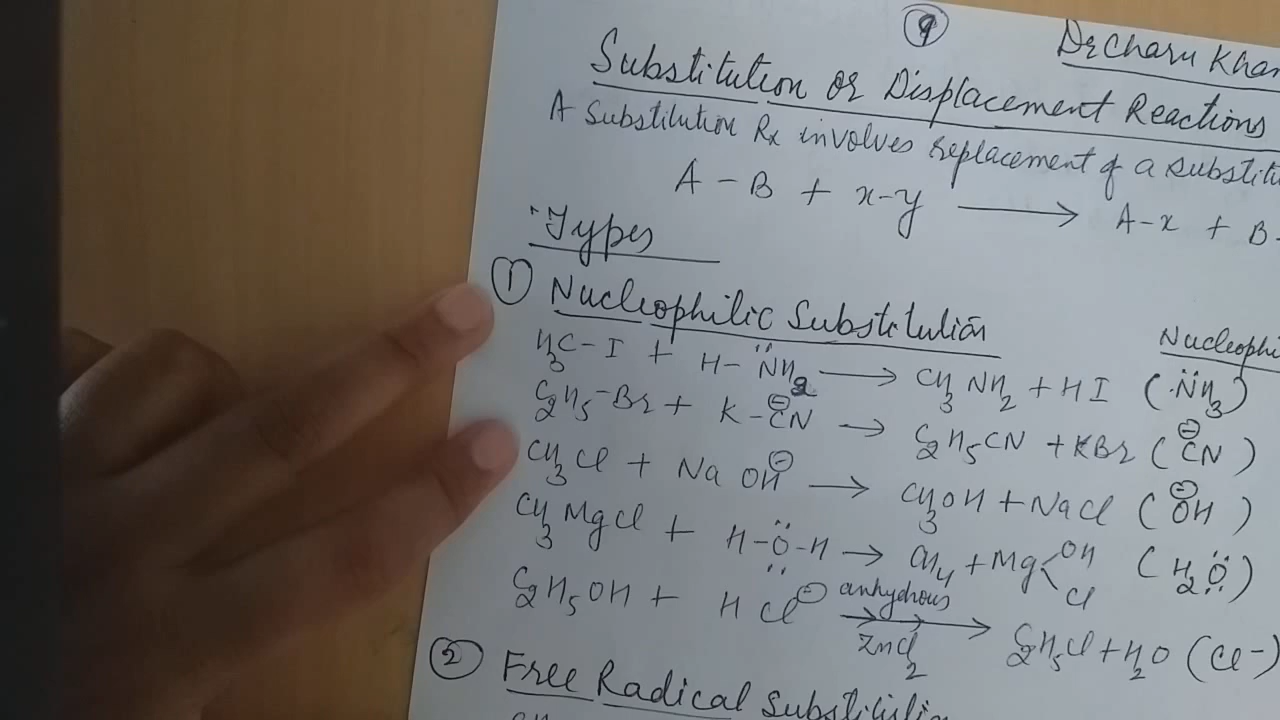 9
Dr Charu Khan
Substitution or Displacement Reactions
A Substitution Rx involves replacement of a substitu
A-B + x-y ⟶ A-x + B-
Types
① Nucleophilic Substitution
Nucleophi
H₃C-I + H-N̈H₂ ⟶ CH₃NH₂ + HI (N̈H₃)
C₂H₅-Br + K-C⊖N ⟶ C₂H₅CN + KBr (C⊖N)
CH₃Cl + NaOH⊖ ⟶ CH₃OH + NaCl (⊖OH)
CH₃MgCl + H-Ö-H ⟶ CH₄ + Mg<OH Cl (H₂Ö)
C₂H₅OH + HCl⊖ anhydrous ⟶ ZnCl₂ C₂H₅Cl + H₂O (Cl⁻)
② Free Radical Substitution